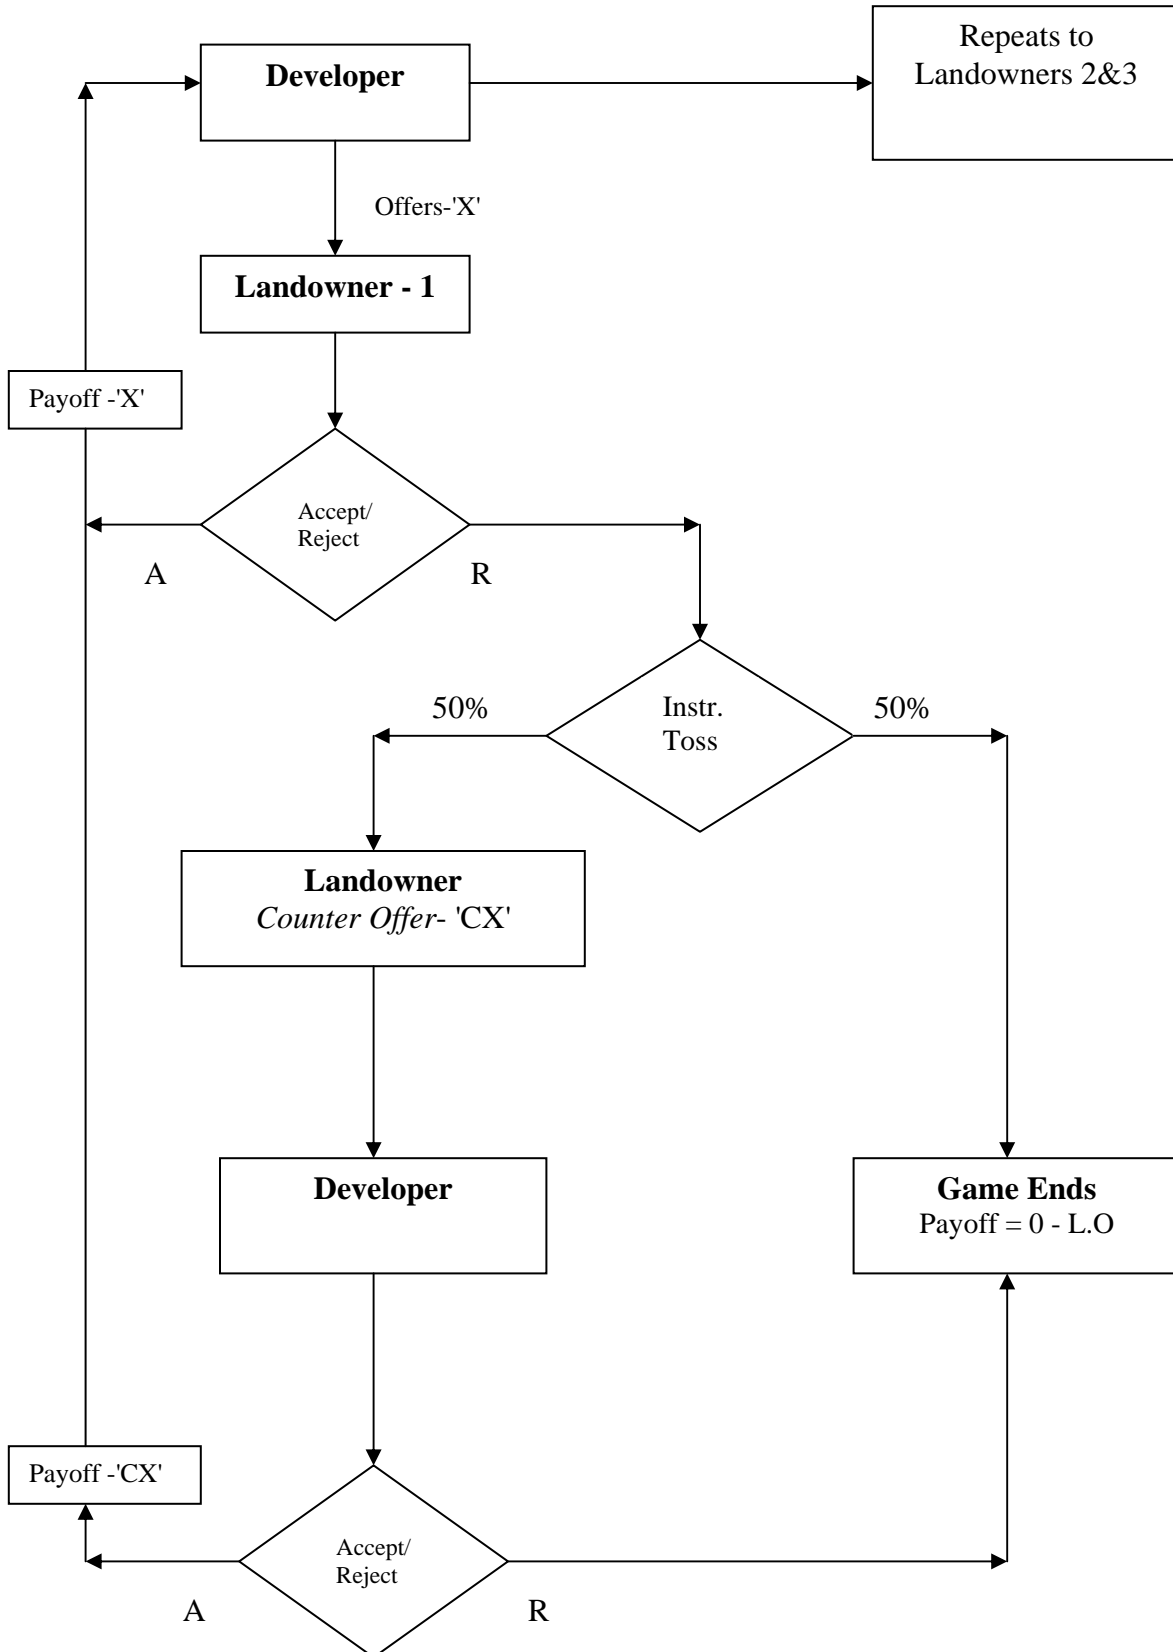 Developer
Repeats to
Landowners 2&3
Offers-'X'
Landowner - 1
Payoff -'X'
Accept/
Reject
A
R
50%
Instr.
Toss
50%
Landowner
Counter Offer- 'CX'
Developer
Game Ends
Payoff = 0 - L.O
Payoff -'CX'
Accept/
Reject
A
R